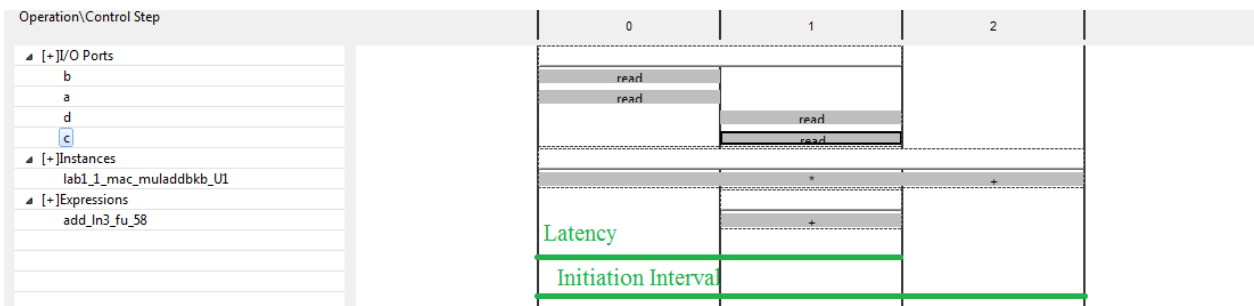 Operation\Control Step
0 1 2
[+]I/O Ports
b read
a read
d read
c read
[+]Instances
lab1_1_mac_muladdbkb_U1 * +
[+]Expressions
add_ln3_fu_58 +
Latency
Initiation Interval